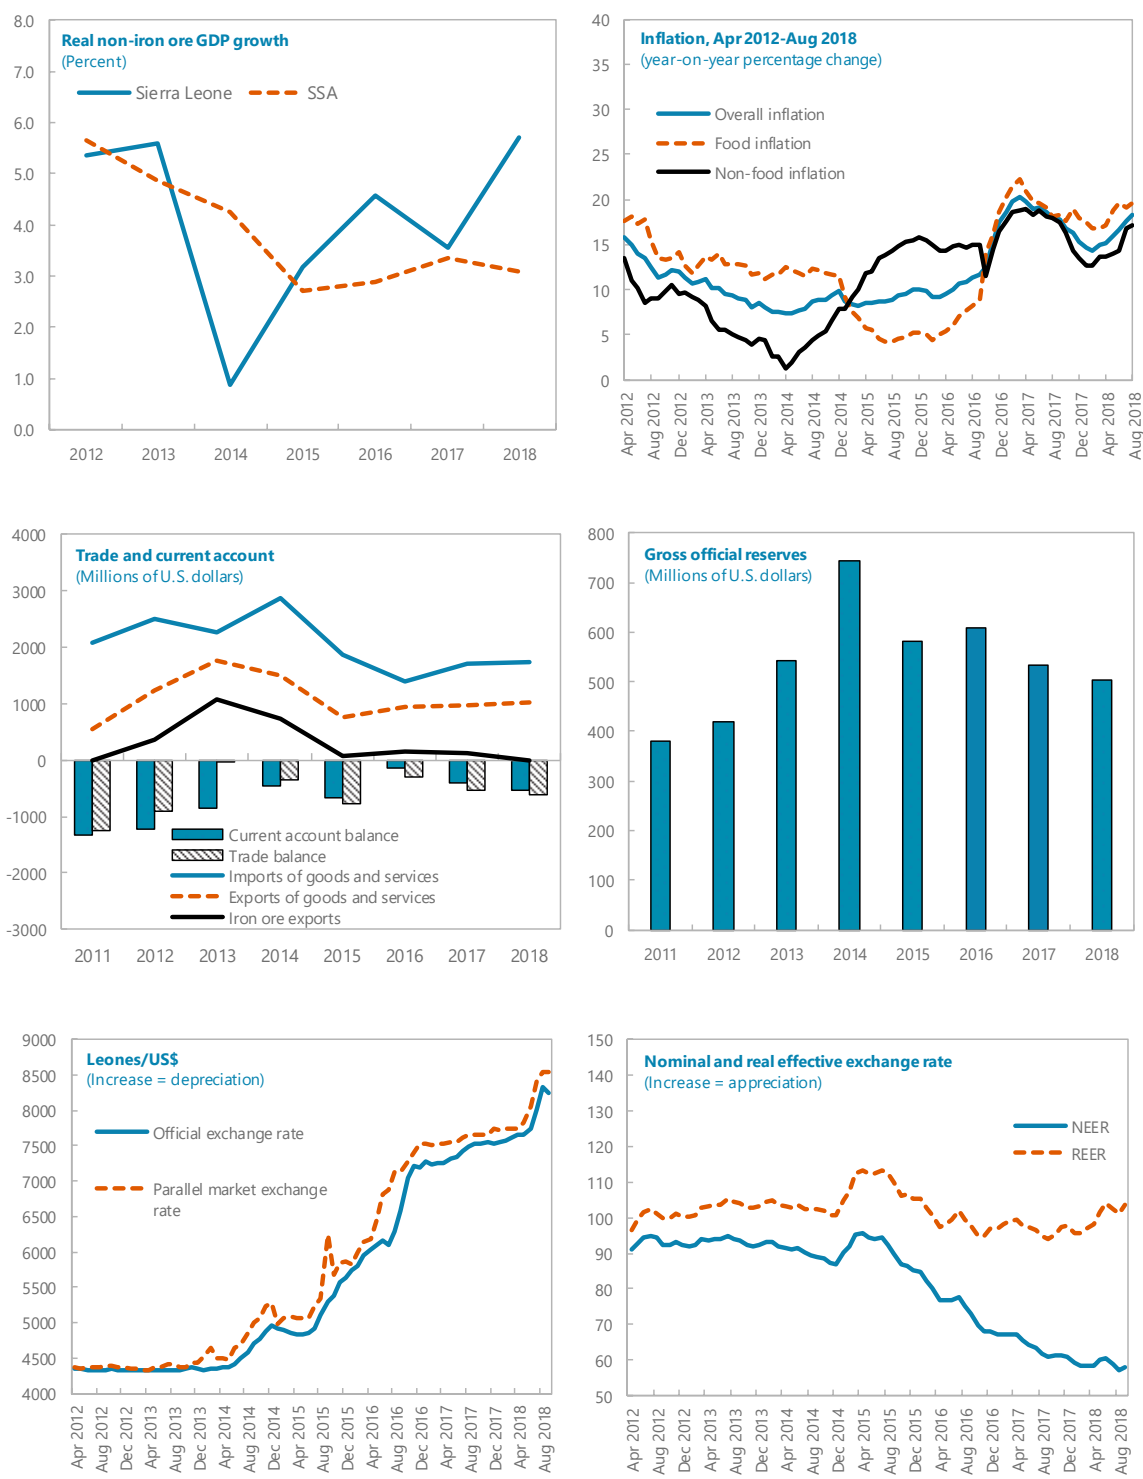 Real non-iron ore GDP growth
(Percent)
Sierra Leone
SSA
8.0
7.0
6.0
5.0
4.0
3.0
2.0
1.0
0.0
2012 2013 2014 2015 2016 2017 2018
Inflation, Apr 2012-Aug 2018
(year-on-year percentage change)
Overall inflation
Food inflation
Non-food inflation
40
35
30
25
20
15
10
5
0
Apr 2012
Aug 2012
Dec 2012
Apr 2013
Aug 2013
Dec 2013
Apr 2014
Aug 2014
Dec 2014
Apr 2015
Aug 2015
Dec 2015
Apr 2016
Aug 2016
Dec 2016
Apr 2017
Aug 2017
Dec 2017
Apr 2018
Aug 2018
Trade and current account
(Millions of U.S. dollars)
4000
3000
2000
1000
0
-1000
-2000
-3000
Current account balance
Trade balance
Imports of goods and services
Exports of goods and services
Iron ore exports
2011 2012 2013 2014 2015 2016 2017 2018
Gross official reserves
(Millions of U.S. dollars)
800
700
600
500
400
300
200
100
0
2011 2012 2013 2014 2015 2016 2017 2018
Leones/US$
(Increase = depreciation)
Official exchange rate
Parallel market exchange
rate
9000
8500
8000
7500
7000
6500
6000
5500
5000
4500
4000
Apr 2012
Aug 2012
Dec 2012
Apr 2013
Aug 2013
Dec 2013
Apr 2014
Aug 2014
Dec 2014
Apr 2015
Aug 2015
Dec 2015
Apr 2016
Aug 2016
Dec 2016
Apr 2017
Aug 2017
Dec 2017
Apr 2018
Aug 2018
Nominal and real effective exchange rate
(Increase = appreciation)
NEER
REER
150
140
130
120
110
100
90
80
70
60
50
Apr 2012
Aug 2012
Dec 2012
Apr 2013
Aug 2013
Dec 2013
Apr 2014
Aug 2014
Dec 2014
Apr 2015
Aug 2015
Dec 2015
Apr 2016
Aug 2016
Dec 2016
Apr 2017
Aug 2017
Dec 2017
Apr 2018
Aug 2018